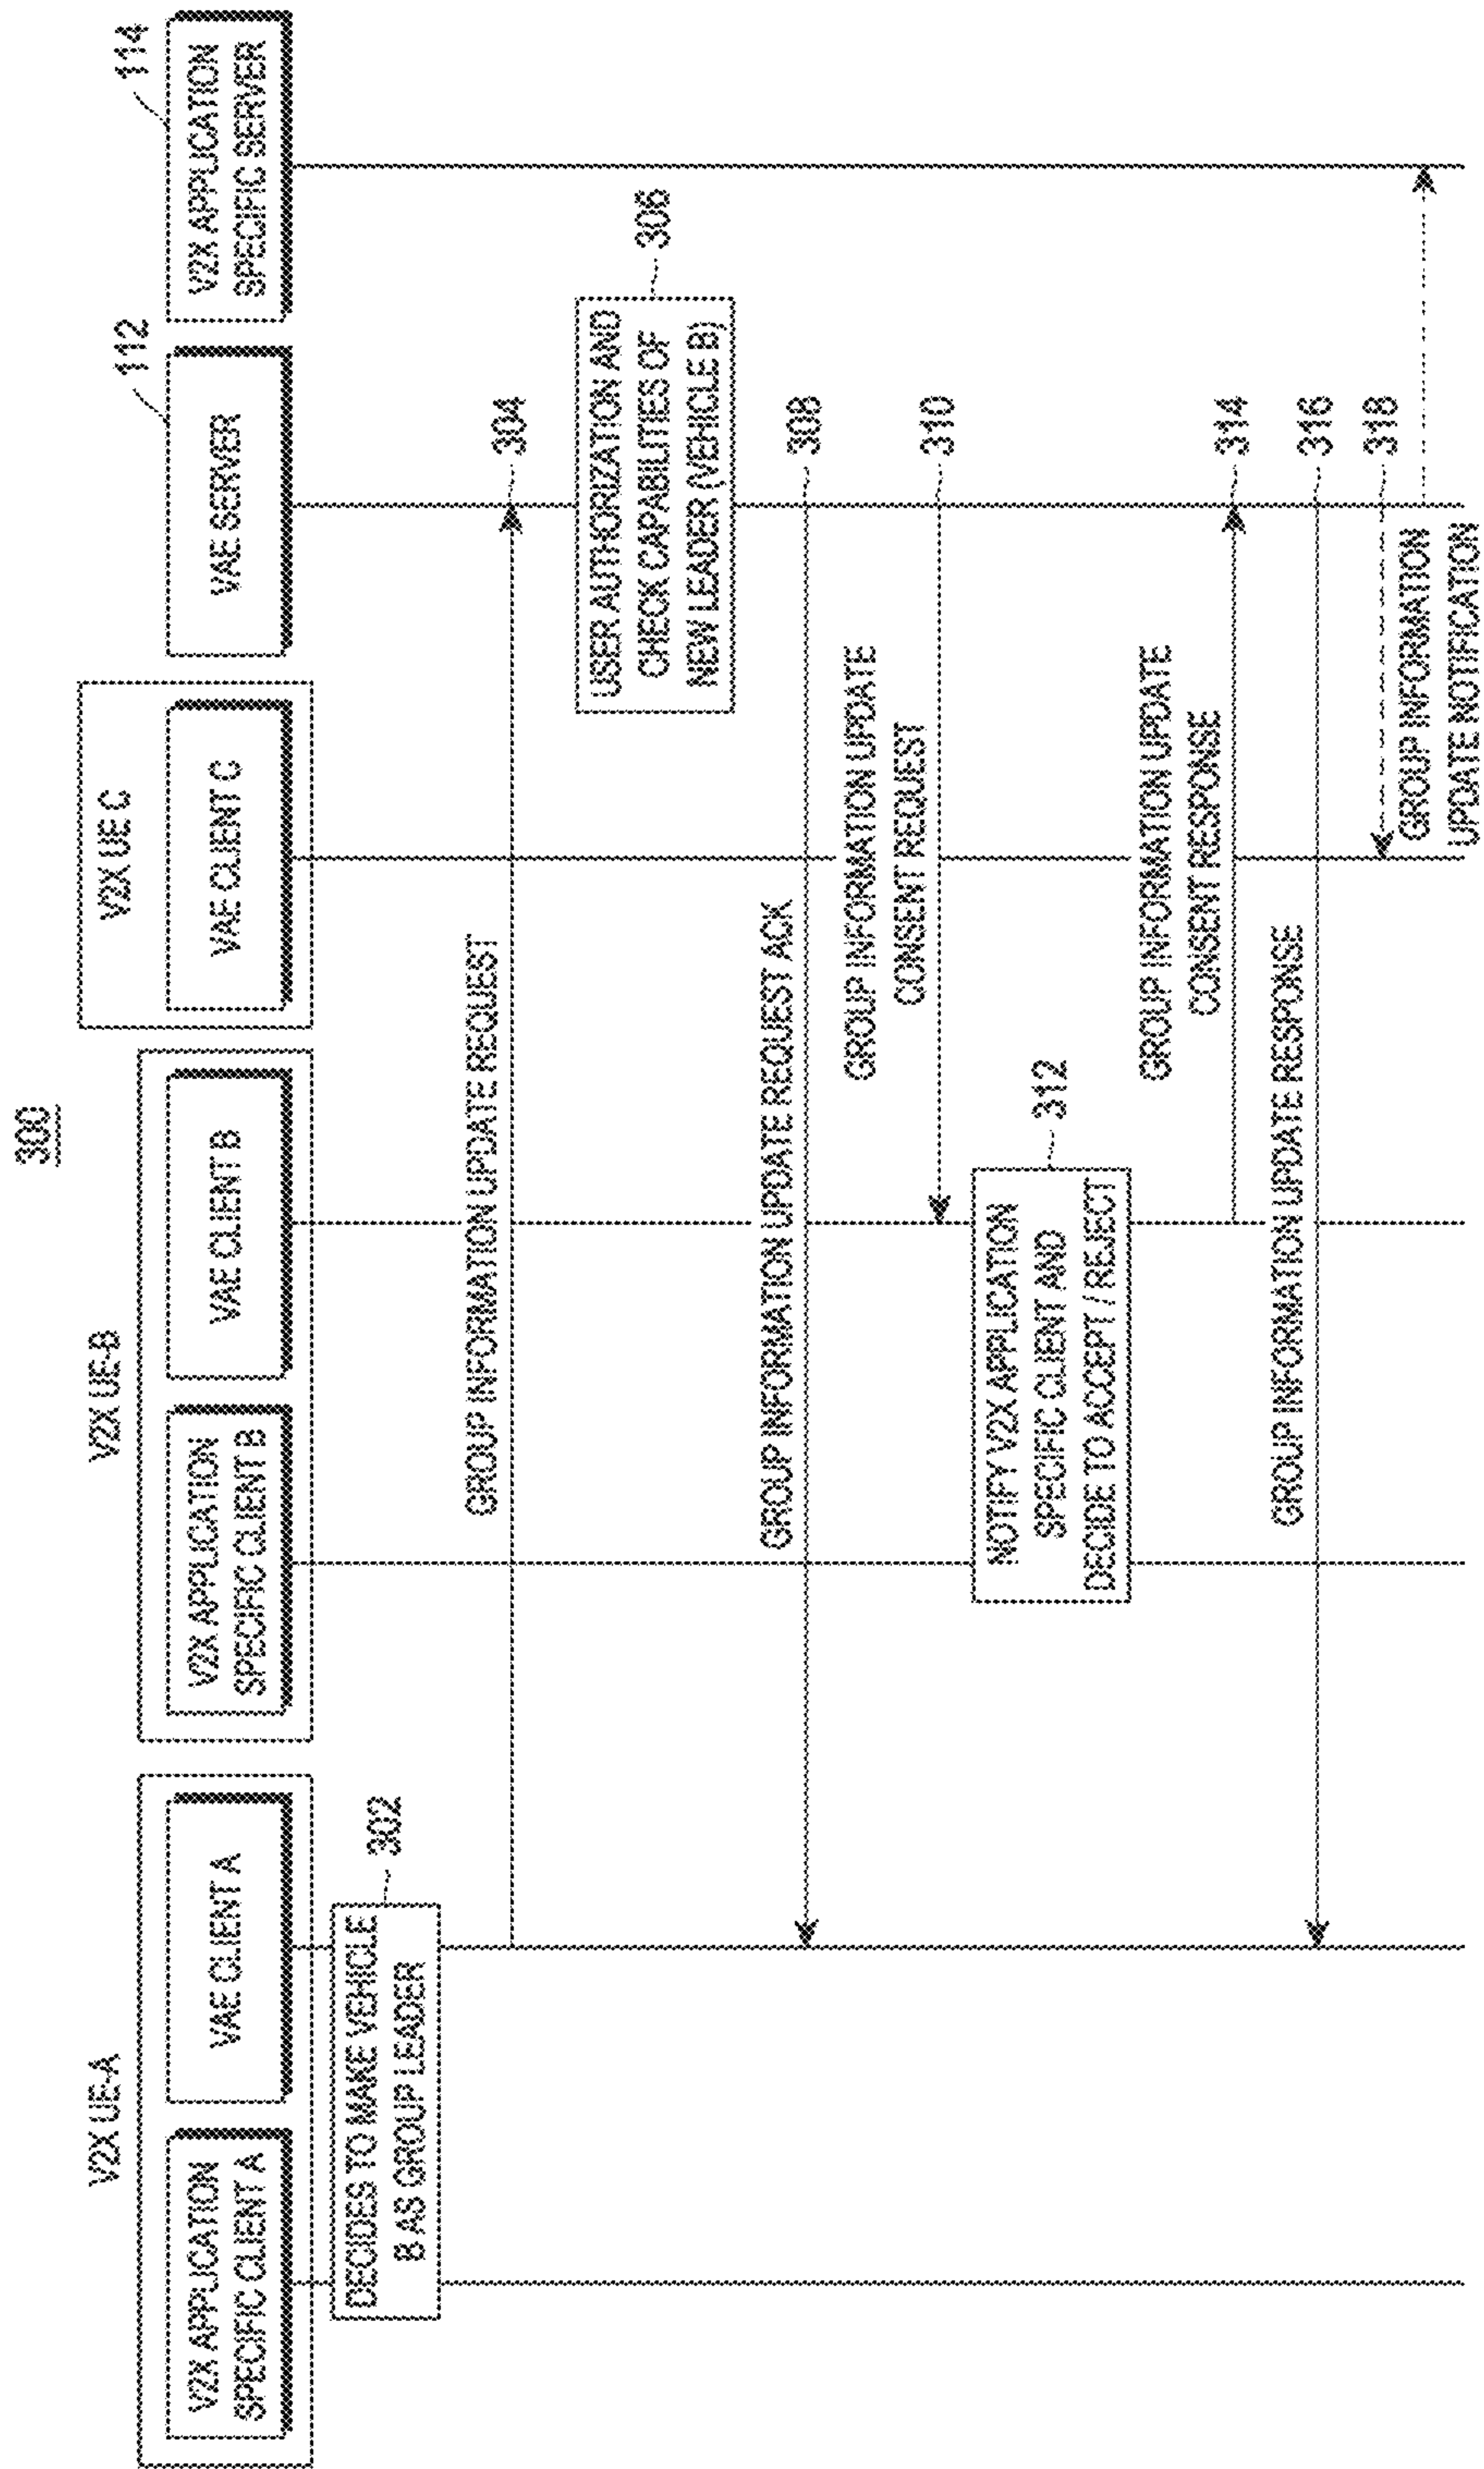 300
V2X UE-A
V2X APPLICATION
SPECIFIC CLIENT A
VAE CLIENT A
V2X UE-B
V2X APPLICATION
SPECIFIC CLIENT B
VAE CLIENT B
V2X UE C
VAE CLIENT C
112
VAE SERVER
114
V2X APPLICATION
SPECIFIC SERVER
302
DECIDES TO MAKE VEHICLE
B AS GROUP LEADER
GROUP INFORMATION UPDATE REQUEST
304
USER AUTHORIZATION AND
CHECK CAPABILITIES OF
NEW LEADER (VEHICLE B)
306
GROUP INFORMATION UPDATE REQUEST ACK
308
GROUP INFORMATION UPDATE
CONSENT REQUEST
310
NOTIFY V2X APPLICATION
SPECIFIC CLIENT AND
DECIDE TO ACCEPT / REJECT
312
GROUP INFORMATION UPDATE
CONSENT RESPONSE
314
GROUP INFORMATION UPDATE RESPONSE
316
318
GROUP INFORMATION
UPDATE NOTIFICATION